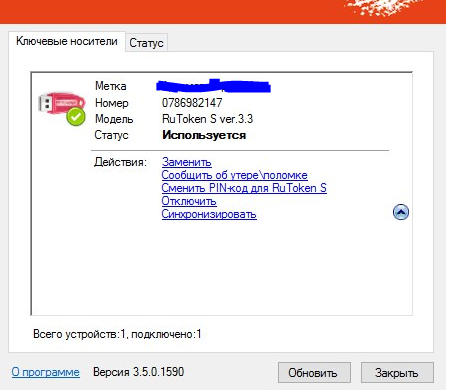 Ключевые носители Статус
Метка
Номер 0786982147
Модель RuToken S ver.3.3
Статус Используется
Действия: Заменить
Сообщить об утере\поломке
Сменить PIN-код для RuToken S
Отключить
Синхронизировать
Всего устройств:1, подключено:1
О программе Версия 3.5.0.1590 Обновить Закрыть